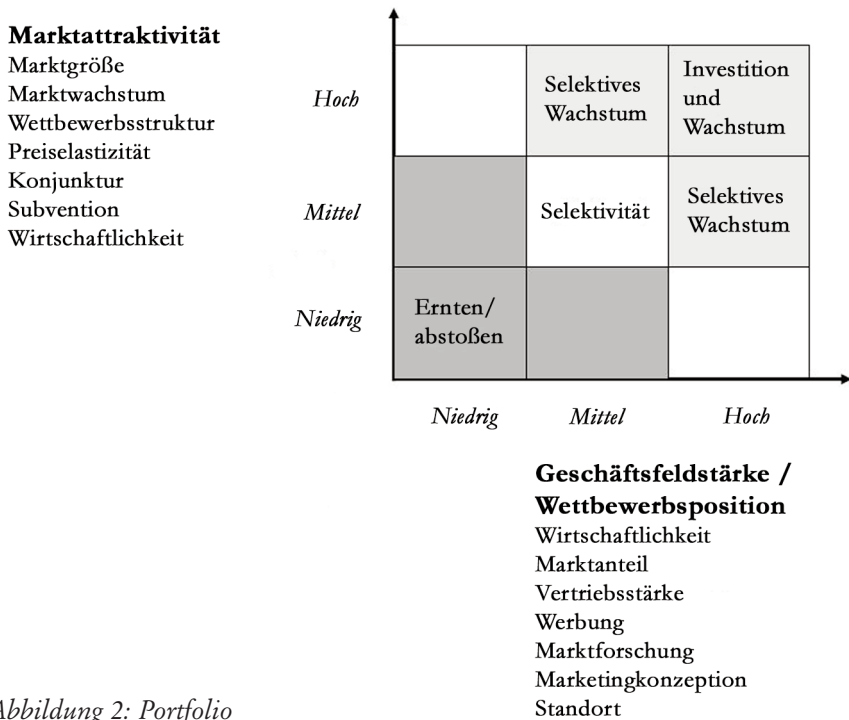 Marktattraktivität
Marktgröße
Marktwachstum
Wettbewerbsstruktur
Preiselastizität
Konjunktur
Subvention
Wirtschaftlichkeit
Hoch
Selektives
Wachstum
Investition
und
Wachstum
Mittel
Selektivität
Selektives
Wachstum
Niedrig
Ernten/
abstoßen
Niedrig
Mittel
Hoch
Geschäftsfeldstärke /
Wettbewerbsposition
Wirtschaftlichkeit
Marktanteil
Vertriebsstärke
Werbung
Marktforschung
Marketingkonzeption
Standort
Abbildung 2: Portfolio